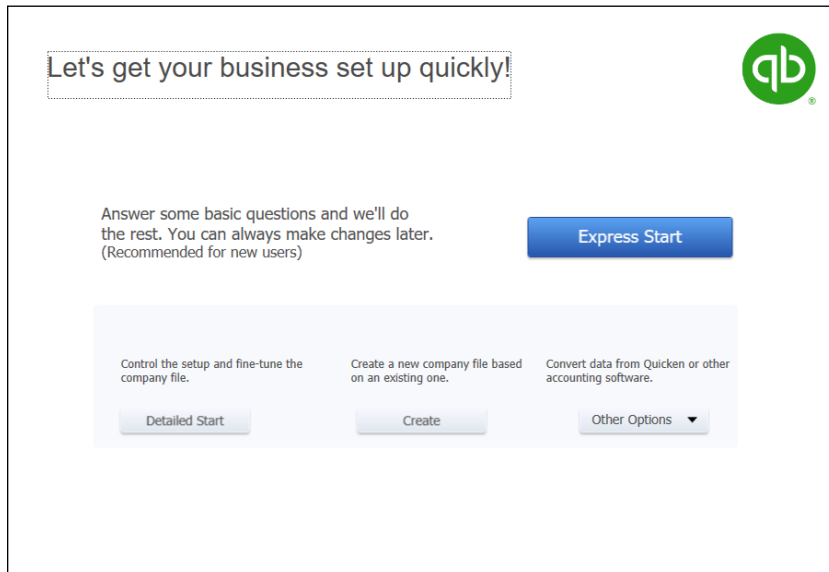 Let's get your business set up quickly!
qb
®
Answer some basic questions and we'll do
the rest. You can always make changes later.
(Recommended for new users)
Express Start
Control the setup and fine-tune the
company file.
Detailed Start
Create a new company file based
on an existing one.
Create
Convert data from Quicken or other
accounting software.
Other Options